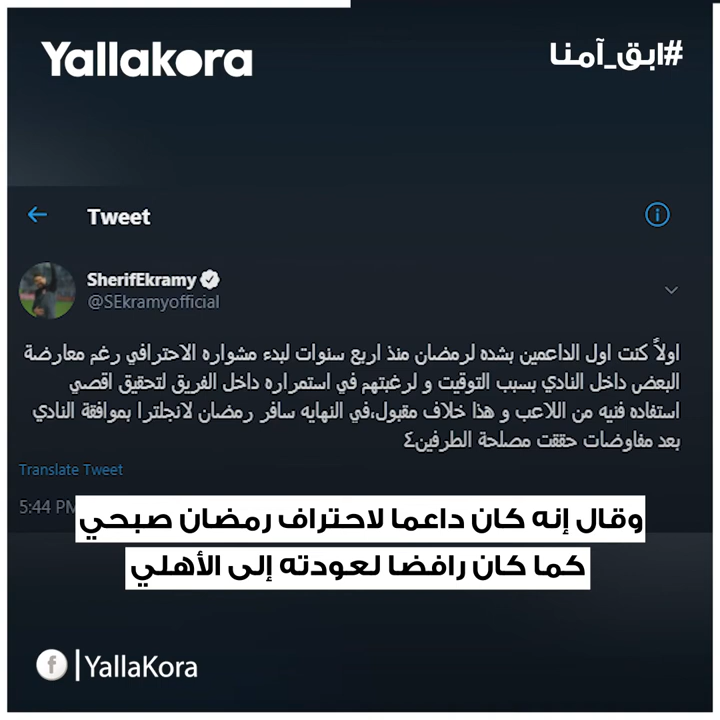 Yallakora
#ابق_آمنا
Tweet
SherifEkramy
@SEkramyofficial
اولاً كنت اول الداعمين بشده لرمضان منذ اربع سنوات لبدء مشواره الاحترافي رغم معارضة
البعض داخل النادي بسبب التوقيت و لرغبتهم في استمراره داخل الفريق لتحقيق اقصي
استفاده فنيه من اللاعب و هذا خلاف مقبول،في النهايه سافر رمضان لانجلترا بموافقة النادي
بعد مفاوضات حققت مصلحة الطرفين٤
Translate Tweet
5:44 PM
وقال إنه كان داعما لاحتراف رمضان صبحي
كما كان رافضا لعودته إلى الأهلي
f | YallaKora